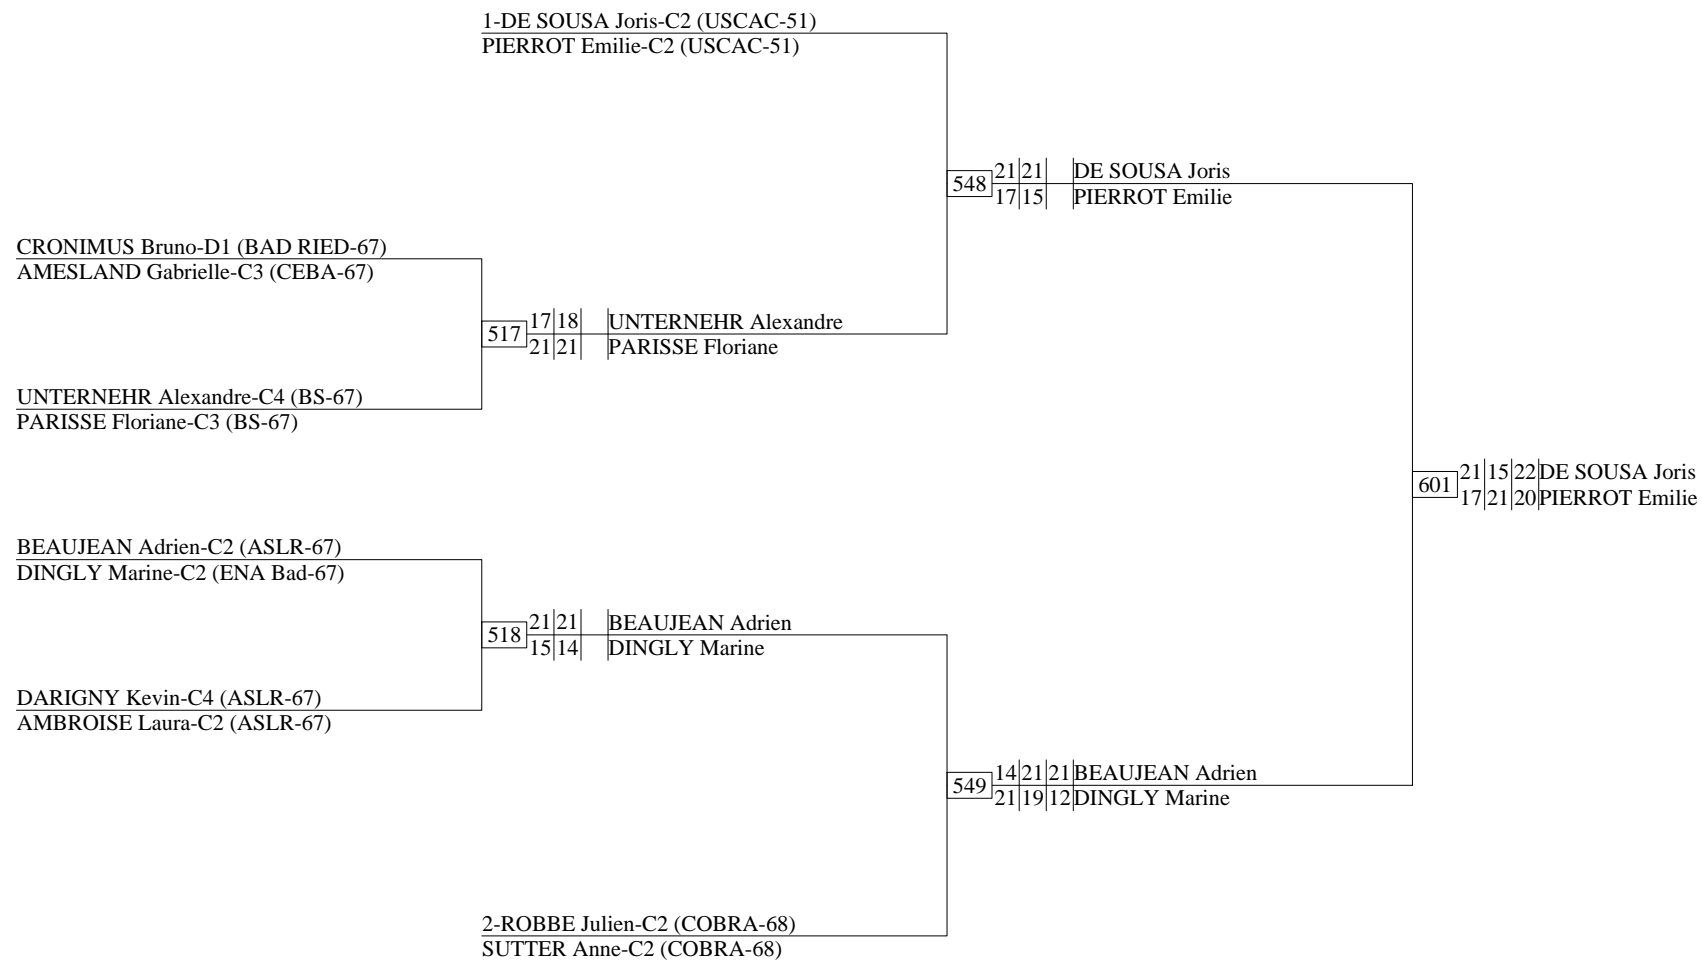 1-DE SOUSA Joris-C2 (USCAC-51)
PIERROT Emilie-C2 (USCAC-51)
548 21 21 DE SOUSA Joris
17 15 PIERROT Emilie
CRONIMUS Bruno-D1 (BAD RIED-67)
AMESLAND Gabrielle-C3 (CEBA-67)
517 17 18 UNTERNEHR Alexandre
21 21 PARISSE Floriane
UNTERNEHR Alexandre-C4 (BS-67)
PARISSE Floriane-C3 (BS-67)
601 21 15 22 DE SOUSA Joris
17 21 20 PIERROT Emilie
BEAUJEAN Adrien-C2 (ASLR-67)
DINGLY Marine-C2 (ENA Bad-67)
518 21 21 BEAUJEAN Adrien
15 14 DINGLY Marine
DARIGNY Kevin-C4 (ASLR-67)
AMBROISE Laura-C2 (ASLR-67)
549 14 21 21 BEAUJEAN Adrien
21 19 12 DINGLY Marine
2-ROBBE Julien-C2 (COBRA-68)
SUTTER Anne-C2 (COBRA-68)